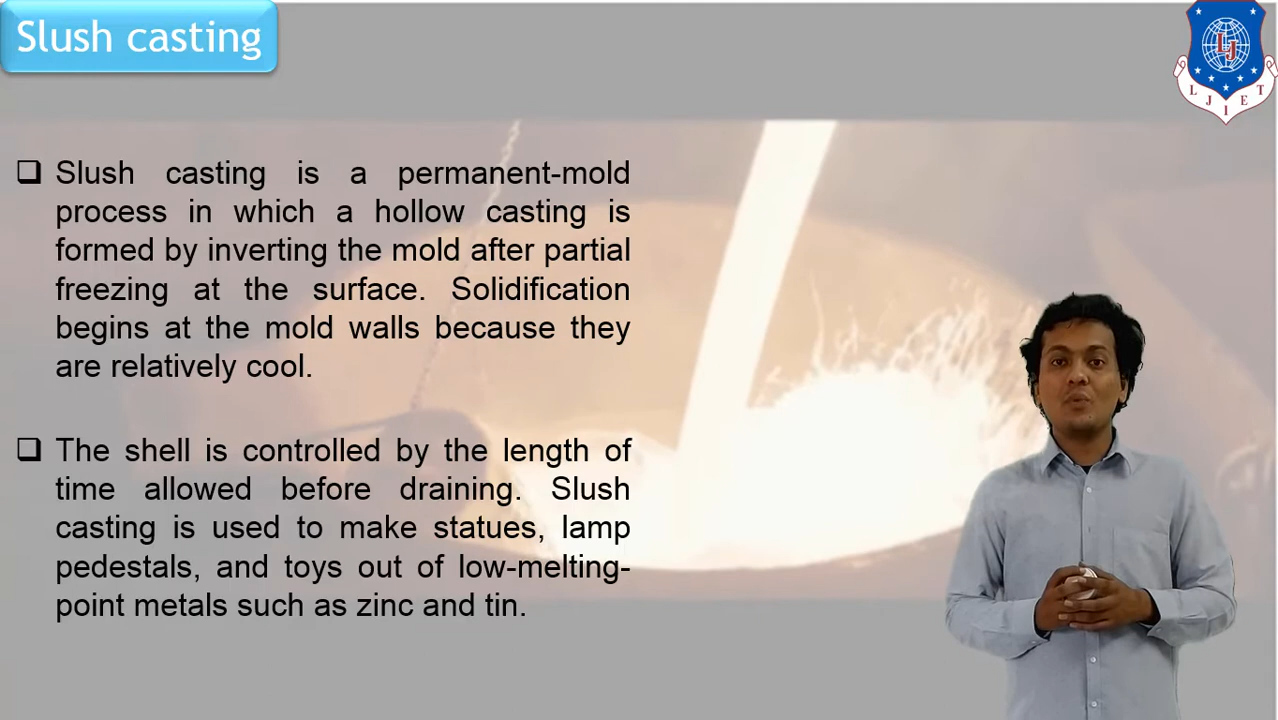 Slush casting
LJ
L J I E T
Slush casting is a permanent-mold
process in which a hollow casting is
formed by inverting the mold after partial
freezing at the surface. Solidification
begins at the mold walls because they
are relatively cool.
The shell is controlled by the length of
time allowed before draining. Slush
casting is used to make statues, lamp
pedestals, and toys out of low-melting-
point metals such as zinc and tin.